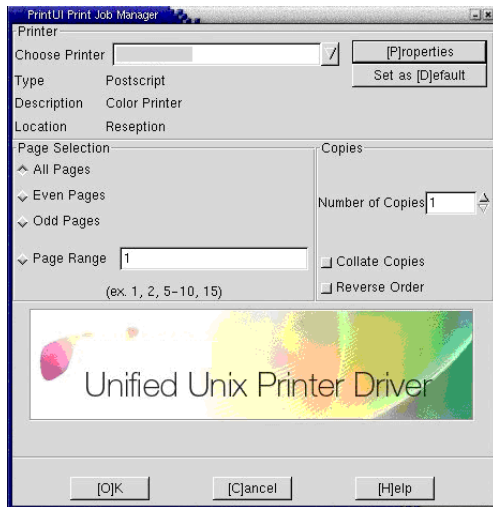 PrintUI Print Job Manager
Printer
Choose Printer
[P]roperties
Set as [D]efault
Type Postscript
Description Color Printer
Location Reseption
Page Selection
All Pages
Even Pages
Odd Pages
Page Range 1
(ex. 1, 2, 5-10, 15)
Copies
Number of Copies 1
Collate Copies
Reverse Order
Unified Unix Printer Driver
[O]K
[C]ancel
[H]elp